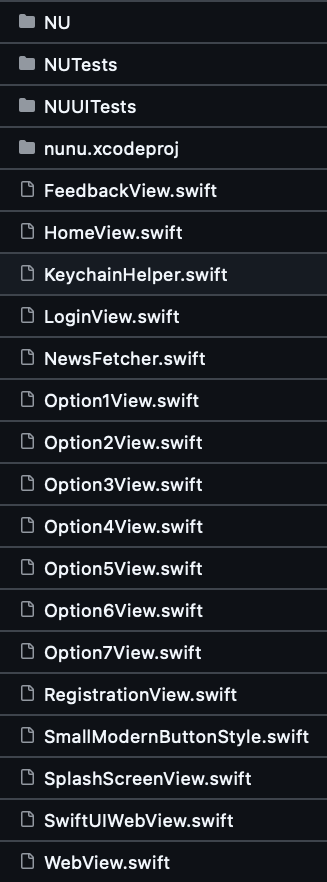 NU
NUTests
NUUITests
nunu.xcodeproj
FeedbackView.swift
HomeView.swift
KeychainHelper.swift
LoginView.swift
NewsFetcher.swift
Option1View.swift
Option2View.swift
Option3View.swift
Option4View.swift
Option5View.swift
Option6View.swift
Option7View.swift
RegistrationView.swift
SmallModernButtonStyle.swift
SplashScreenView.swift
SwiftUIWebView.swift
WebView.swift